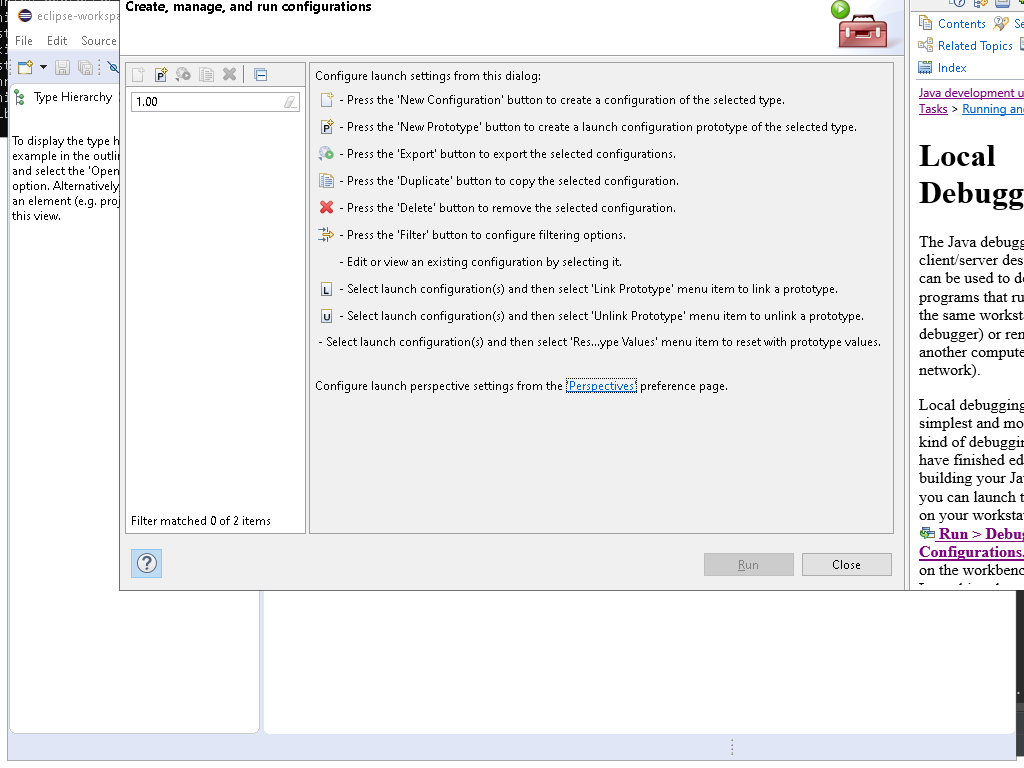 Create, manage, and run configurations
eclipse-workspa
File Edit Source
Type Hierarchy
To display the type h
example in the outli
and select the 'Open
option. Alternatively
an element (e.g. proj
this view.
1.00
Filter matched 0 of 2 items
Configure launch settings from this dialog:
- Press the 'New Configuration' button to create a configuration of the selected type.
- Press the 'New Prototype' button to create a launch configuration prototype of the selected type.
- Press the 'Export' button to export the selected configurations.
- Press the 'Duplicate' button to copy the selected configuration.
- Press the 'Delete' button to remove the selected configuration.
- Press the 'Filter' button to configure filtering options.
- Edit or view an existing configuration by selecting it.
L - Select launch configuration(s) and then select 'Link Prototype' menu item to link a prototype.
U - Select launch configuration(s) and then select 'Unlink Prototype' menu item to unlink a prototype.
- Select launch configuration(s) and then select 'Res...ype Values' menu item to reset with prototype values.
Configure launch perspective settings from the 'Perspectives' preference page.
Run Close
Contents Se
Related Topics
Index
Java development u
Tasks > Running an
Local
Debugg
The Java debugg
client/server des
can be used to de
programs that ru
the same worksta
debugger) or rem
another compute
network).
Local debugging
simplest and mo
kind of debuggin
have finished ed
building your Ja
you can launch t
on your worksta
Run > Debug
Configurations.
on the workbenc